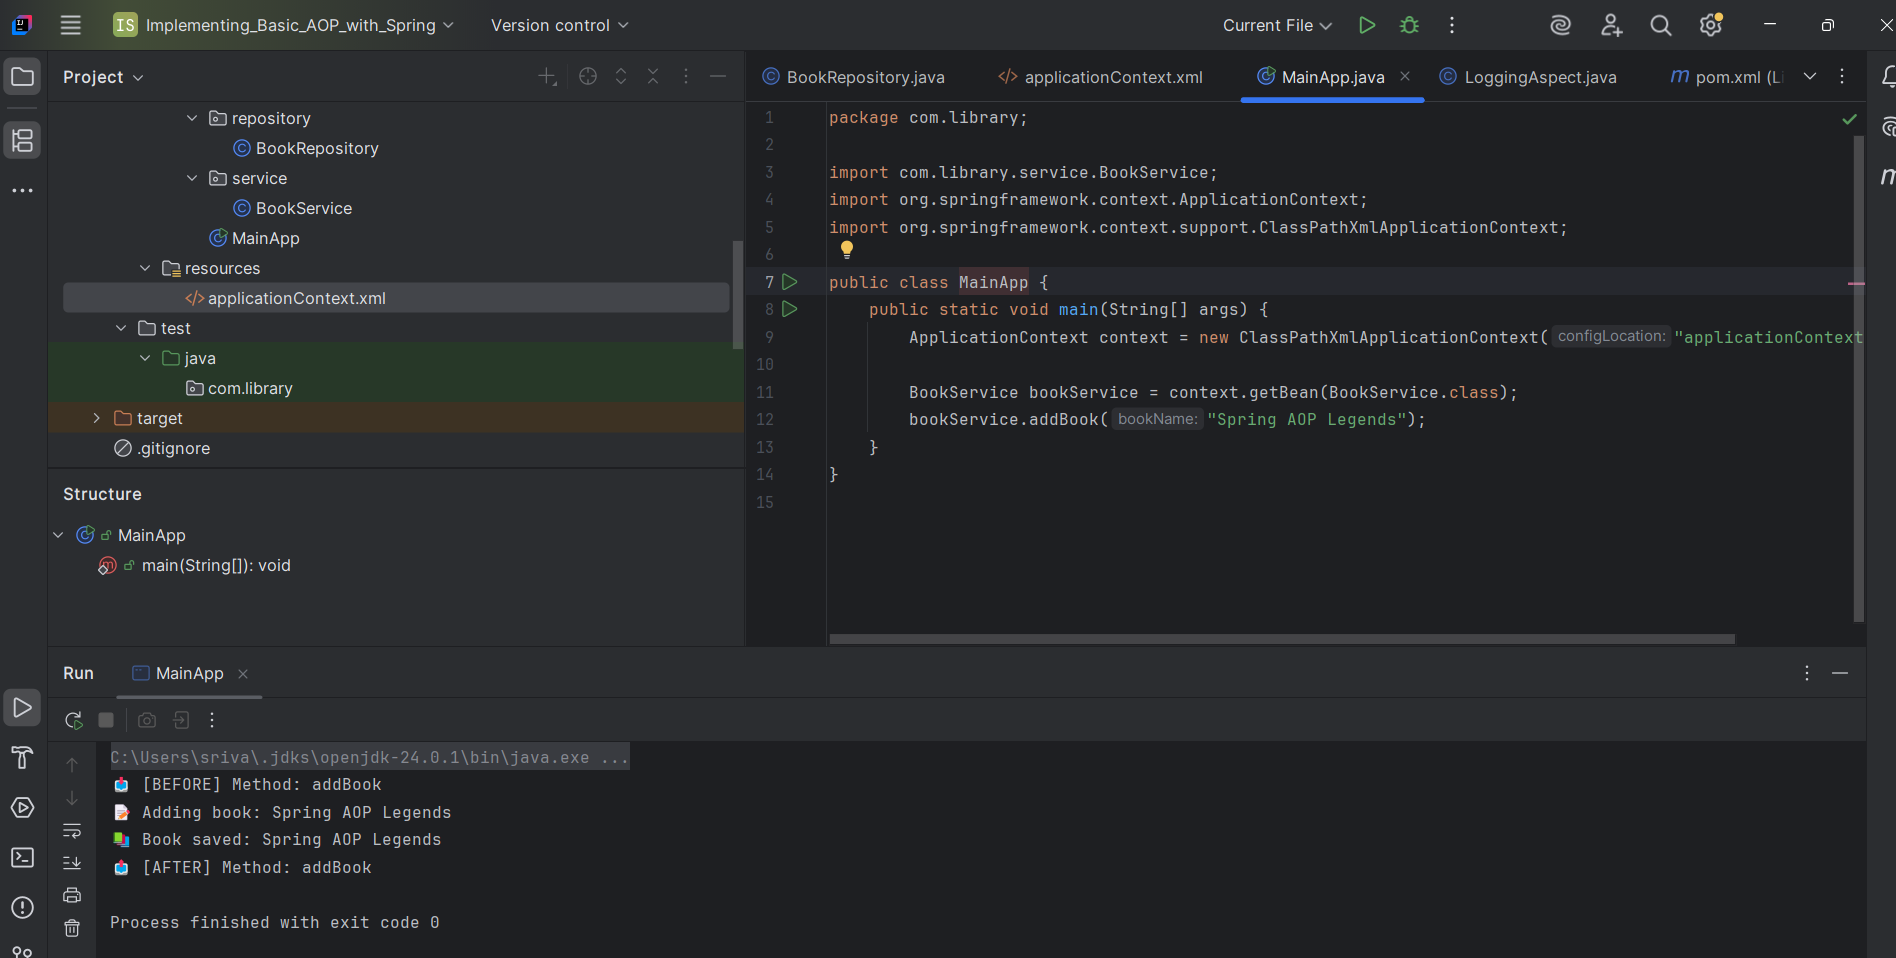 IS Implementing_Basic_AOP_with_Spring Version control Current File
Project
repository
BookRepository
service
BookService
MainApp
resources
</> applicationContext.xml
test
java
com.library
target
.gitignore
Structure
MainApp
main(String[]): void
BookRepository.java </> applicationContext.xml MainApp.java LoggingAspect.java m pom.xml (Li
1 package com.library;
2
3 import com.library.service.BookService;
4 import org.springframework.context.ApplicationContext;
5 import org.springframework.context.support.ClassPathXmlApplicationContext;
6
7 public class MainApp {
8 public static void main(String[] args) {
9 ApplicationContext context = new ClassPathXmlApplicationContext( configLocation: "applicationContext
10
11 BookService bookService = context.getBean(BookService.class);
12 bookService.addBook( bookName: "Spring AOP Legends");
13 }
14 }
15
Run MainApp
C:\Users\sriva\.jdks\openjdk-24.0.1\bin\java.exe ...
[BEFORE] Method: addBook
Adding book: Spring AOP Legends
Book saved: Spring AOP Legends
[AFTER] Method: addBook
Process finished with exit code 0